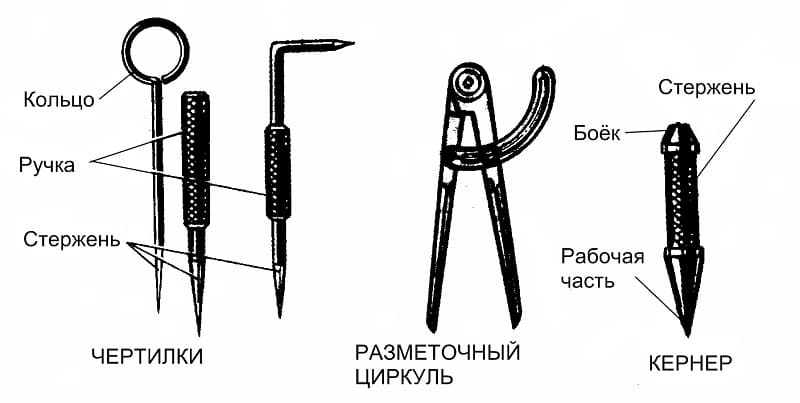 Кольцо
Ручка
Стержень
ЧЕРТИЛКИ
РАЗМЕТОЧНЫЙ
ЦИРКУЛЬ
Стержень
Боёк
Рабочая
часть
КЕРНЕР